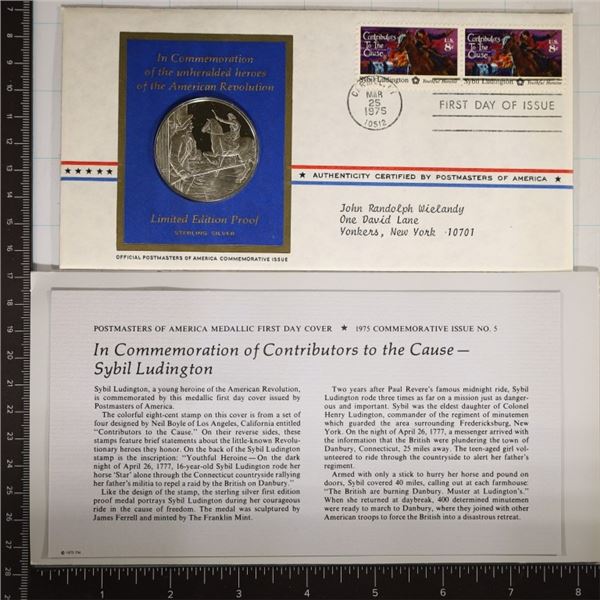 In Commemoration
of the unheralded heroes
of the American Revolution
Limited Edition Proof
STERLING SILVER
OFFICIAL POSTMASTERS OF AMERICA COMMEMORATIVE ISSUE
Contributors
To The
Cause...
U.S.
8c
Sybil Ludington
Youthful Heroine
Contributors
To The
Cause...
U.S.
8c
Sybil Ludington
Youthful Heroine
MAR
25
1975
10512
FIRST DAY OF ISSUE
★★★★★ ★ AUTHENTICITY CERTIFIED BY POSTMASTERS OF AMERICA ★
John Randolph Wielandy
One David Lane
Yonkers, New York 10701
POSTMASTERS OF AMERICA MEDALLIC FIRST DAY COVER ★ 1975 COMMEMORATIVE ISSUE NO. 5
In Commemoration of Contributors to the Cause—
Sybil Ludington
Sybil Ludington, a young heroine of the American Revolution,
is commemorated by this medallic first day cover issued by
Postmasters of America.
The colorful eight-cent stamp on this cover is from a set of
four designed by Neil Boyle of Los Angeles, California entitled
"Contributors to the Cause." On their reverse sides, these
stamps feature brief statements about the little-known Revolu-
tionary heroes they honor. On the back of the Sybil Ludington
stamp is the inscription: "Youthful Heroine—On the dark
night of April 26, 1777, 16-year-old Sybil Ludington rode her
horse 'Star' alone through the Connecticut countryside rallying
her father's militia to repel a raid by the British on Danbury."
Like the design of the stamp, the sterling silver first edition
proof medal portrays Sybil Ludington during her courageous
ride in the cause of freedom. The medal was sculptured by
James Ferrell and minted by The Franklin Mint.
Two years after Paul Revere's famous midnight ride, Sybil
Ludington rode three times as far on a mission just as danger-
ous and important. Sybil was the eldest daughter of Colonel
Henry Ludington, commander of the regiment of minutemen
which guarded the area surrounding Fredericksburg, New
York. On the night of April 26, 1777, a messenger arrived with
the information that the British were plundering the town of
Danbury, Connecticut, 25 miles away. The teen-aged girl vol-
unteered to ride through the countryside to alert her father's
regiment.
Armed with only a stick to hurry her horse and pound on
doors, Sybil covered 40 miles, calling out at each farmhouse:
"The British are burning Danbury. Muster at Ludington's."
When she returned at daybreak, 400 determined minutemen
were ready to march to Danbury, where they joined with other
American troops to force the British into a disastrous retreat.
© 1975 PM
1 2 3 4 5 6 7 8